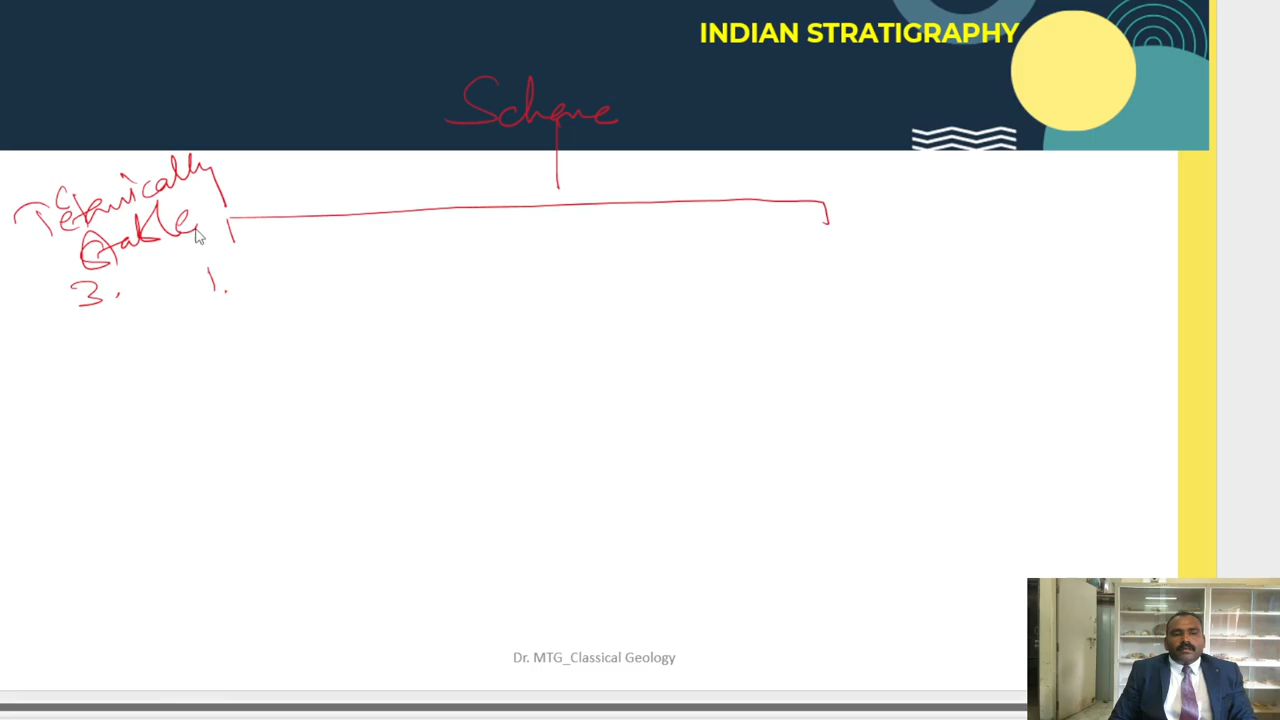 INDIAN STRATIGRAPHY
Scheme
Tectonically
Stable
3. 1.
Dr. MTG_Classical Geology